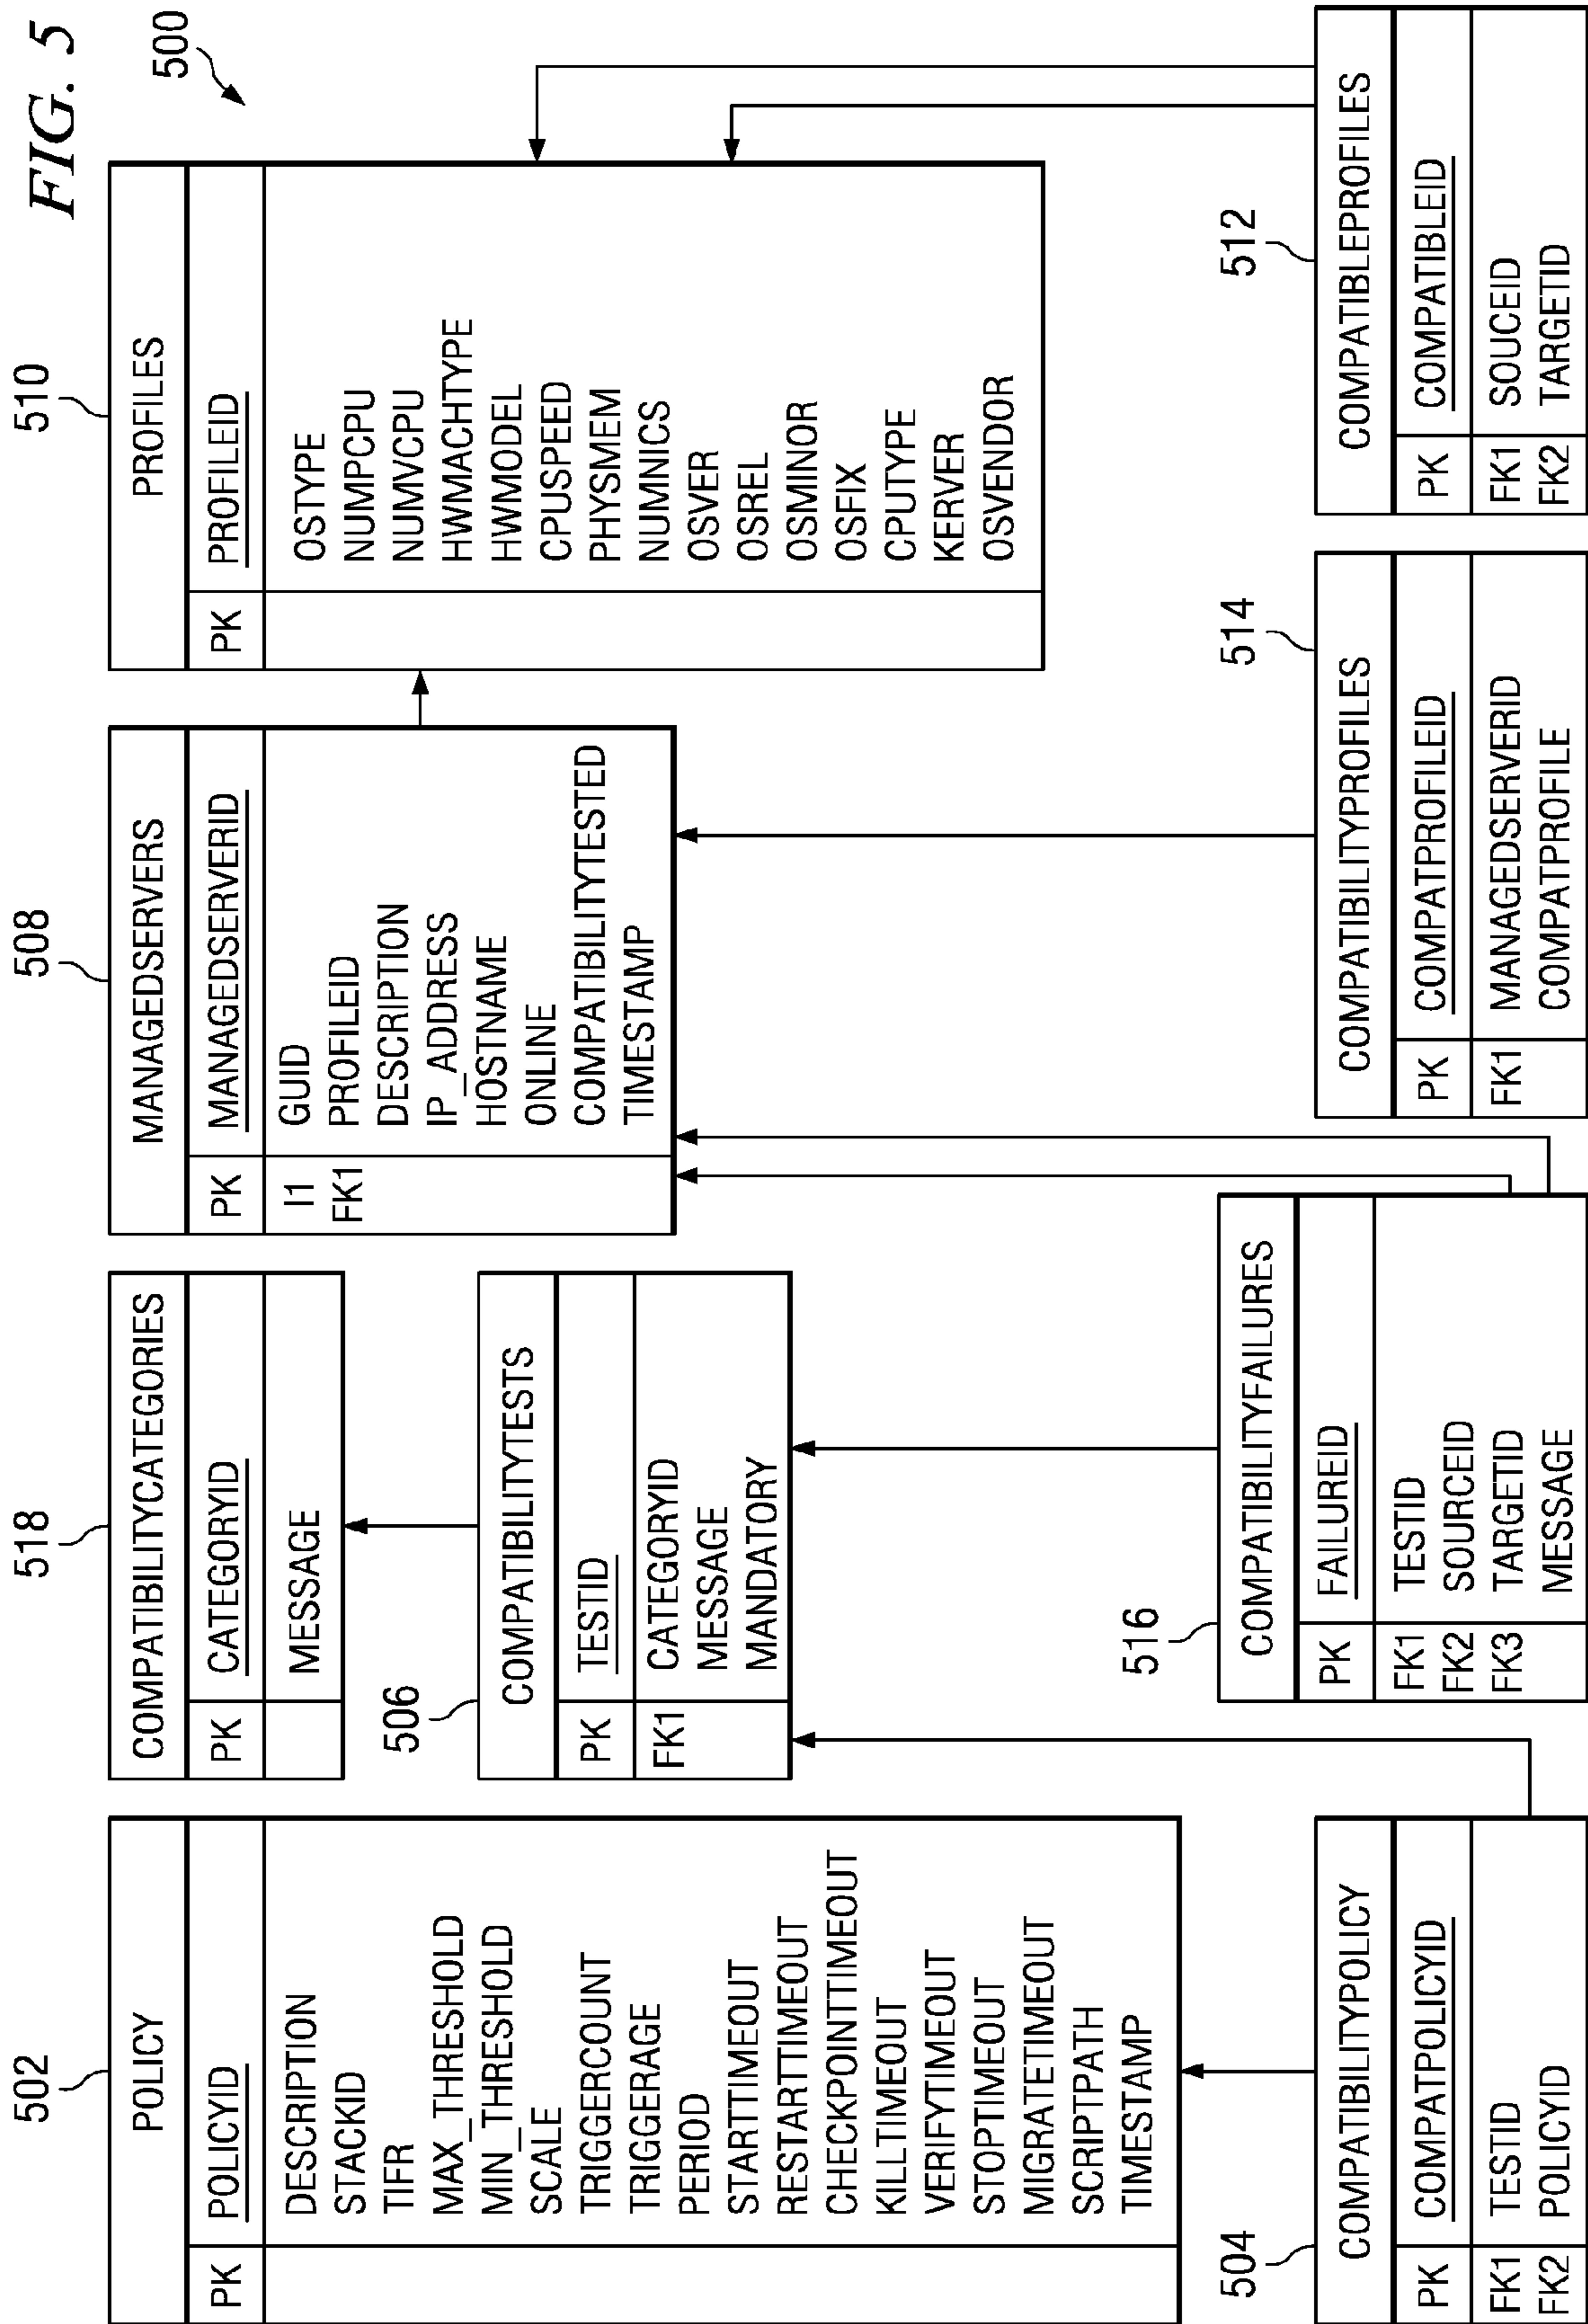 FIG. 5
500
502
POLICY
PK POLICYID
DESCRIPTION
STACKID
TIFR
MAX_THRESHOLD
MIN_THRESHOLD
SCALE
TRIGGERCOUNT
TRIGGERAGE
PERIOD
STARTTIMEOUT
RESTARTTIMEOUT
CHECKPOINTTIMEOUT
KILLTIMEOUT
VERIFYTIMEOUT
STOPTIMEOUT
MIGRATETIMEOUT
SCRIPTPATH
TIMESTAMP
518
COMPATIBILITYCATEGORIES
PK CATEGORYID
MESSAGE
506
COMPATIBILITYTESTS
PK TESTID
FK1 CATEGORYID
MESSAGE
MANDATORY
508
MANAGEDSERVERS
PK MANAGEDSERVERID
I1 GUID
FK1 PROFILEID
DESCRIPTION
IP_ADDRESS
HOSTNAME
ONLINE
COMPATIBILITYTESTED
TIMESTAMP
510
PROFILES
PK PROFILEID
OSTYPE
NUMPCPU
NUMVCPU
HWMACHTYPE
HWMODEL
CPUSPEED
PHYSMEM
NUMNICS
OSVER
OSREL
OSMINOR
OSFIX
CPUTYPE
KERVER
OSVENDOR
504
COMPATIBILITYPOLICY
PK COMPATPOLICYID
FK1 TESTID
FK2 POLICYID
516
COMPATIBILITYFAILURES
PK FAILUREID
FK1 TESTID
FK2 SOURCEID
FK3 TARGETID
MESSAGE
514
COMPATIBILITYPROFILES
PK COMPATPROFILEID
FK1 MANAGEDSERVERID
COMPATPROFILE
512
COMPATIBLEPROFILES
PK COMPATIBLEID
FK1 SOUCEID
FK2 TARGETID